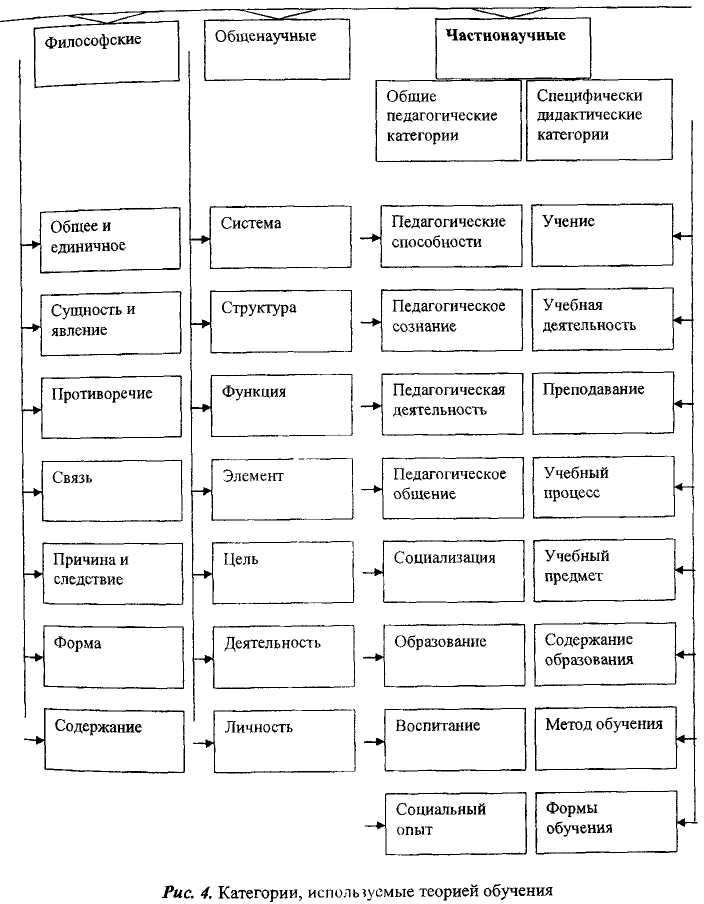 Философские
Общенаучные
Частионаучные
Общие
педагогические
категории
Специфически
дидактические
категории
Общее и
единичное
Система
Педагогические
способности
Учение
Сущность и
явление
Структура
Педагогическое
сознание
Учебная
деятельность
Противоречие
Функция
Педагогическая
деятельность
Преподавание
Связь
Элемент
Педагогическое
общение
Учебный
процесс
Причина и
следствие
Цель
Социализация
Учебный
предмет
Форма
Деятельность
Образование
Содержание
образования
Содержание
Личность
Воспитание
Метод обучения
Социальный
опыт
Формы
обучения
Рис. 4. Категории, используемые теорией обучения